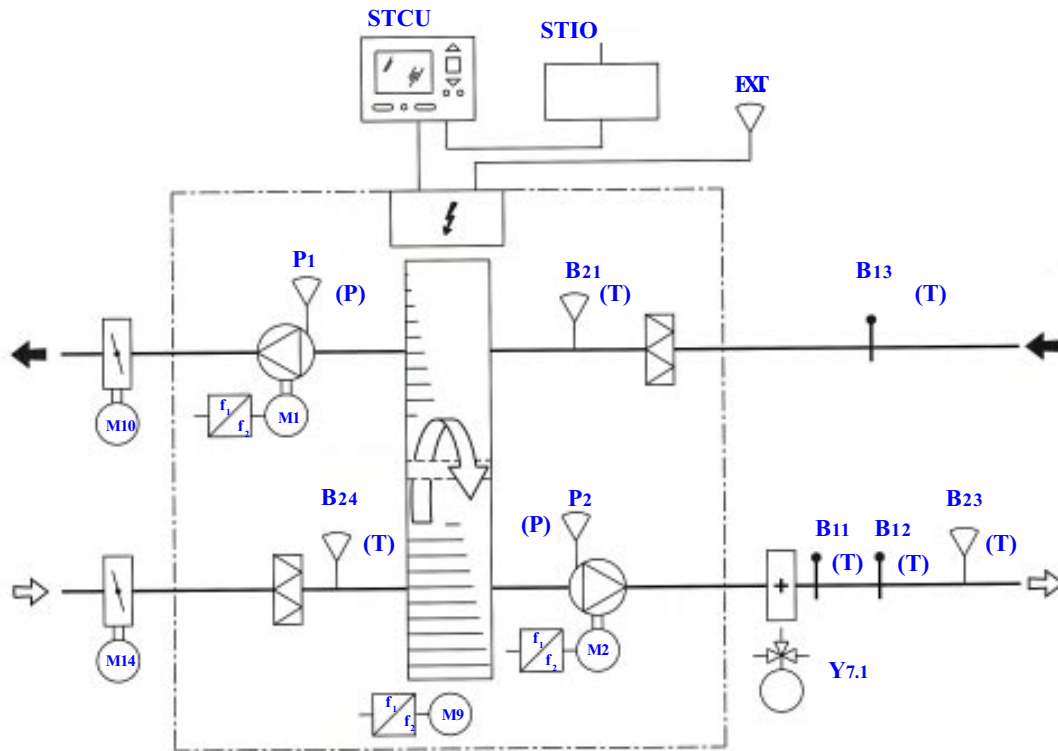 STCU
STIO
EXT.
P1
(P)
B21
(T)
B13
(T)
M10
f1
f2
M1
B24
(T)
P2
(P)
B11
(T)
B12
(T)
B23
(T)
M14
f1
f2
M2
+
Y7.1
f1
f2
M9